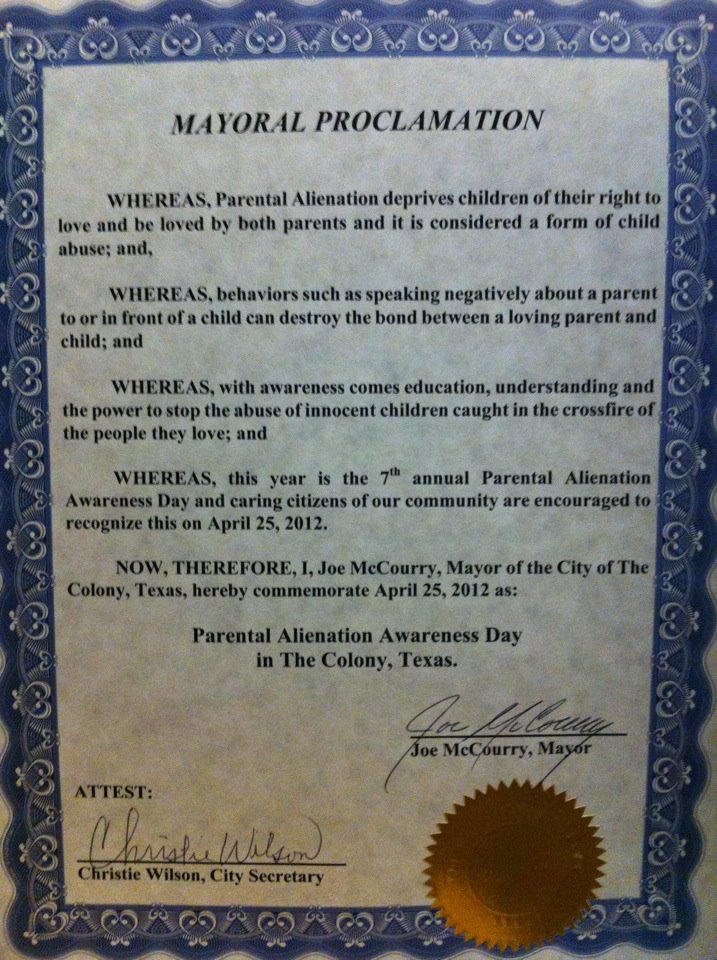 MAYORAL PROCLAMATION
WHEREAS, Parental Alienation deprives children of their right to
love and be loved by both parents and it is considered a form of child
abuse; and,
WHEREAS, behaviors such as speaking negatively about a parent
to or in front of a child can destroy the bond between a loving parent and
child; and
WHEREAS, with awareness comes education, understanding and
the power to stop the abuse of innocent children caught in the crossfire of
the people they love; and
WHEREAS, this year is the 7th annual Parental Alienation
Awareness Day and caring citizens of our community are encouraged to
recognize this on April 25, 2012.
NOW, THEREFORE, I, Joe McCourry, Mayor of the City of The
Colony, Texas, hereby commemorate April 25, 2012 as:
Parental Alienation Awareness Day
in The Colony, Texas.
Joe McCourry
Joe McCourry, Mayor
ATTEST:
Christie Wilson
Christie Wilson, City Secretary